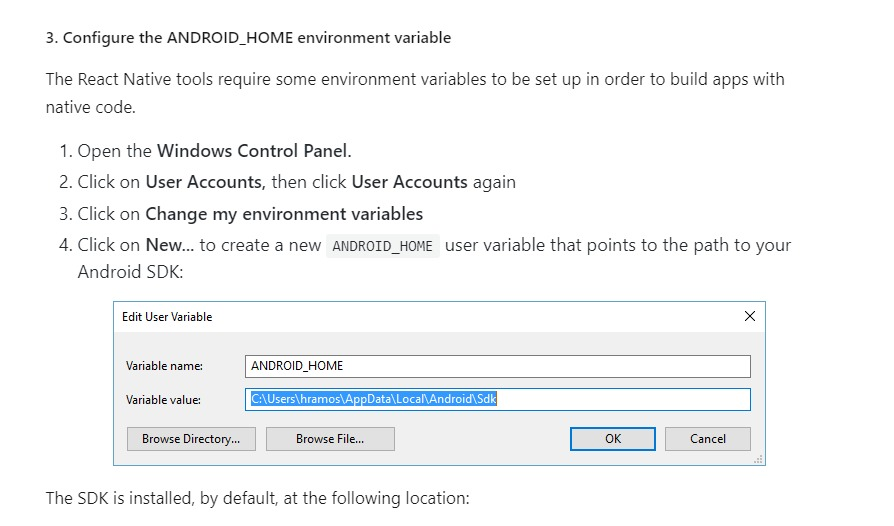 3. Configure the ANDROID_HOME environment variable
The React Native tools require some environment variables to be set up in order to build apps with
native code.
1. Open the Windows Control Panel.
2. Click on User Accounts, then click User Accounts again
3. Click on Change my environment variables
4. Click on New... to create a new ANDROID_HOME user variable that points to the path to your
Android SDK:
Edit User Variable
Variable name: ANDROID_HOME
Variable value: C:\Users\hramos\AppData\Local\Android\Sdk
Browse Directory... Browse File... OK Cancel
The SDK is installed, by default, at the following location: